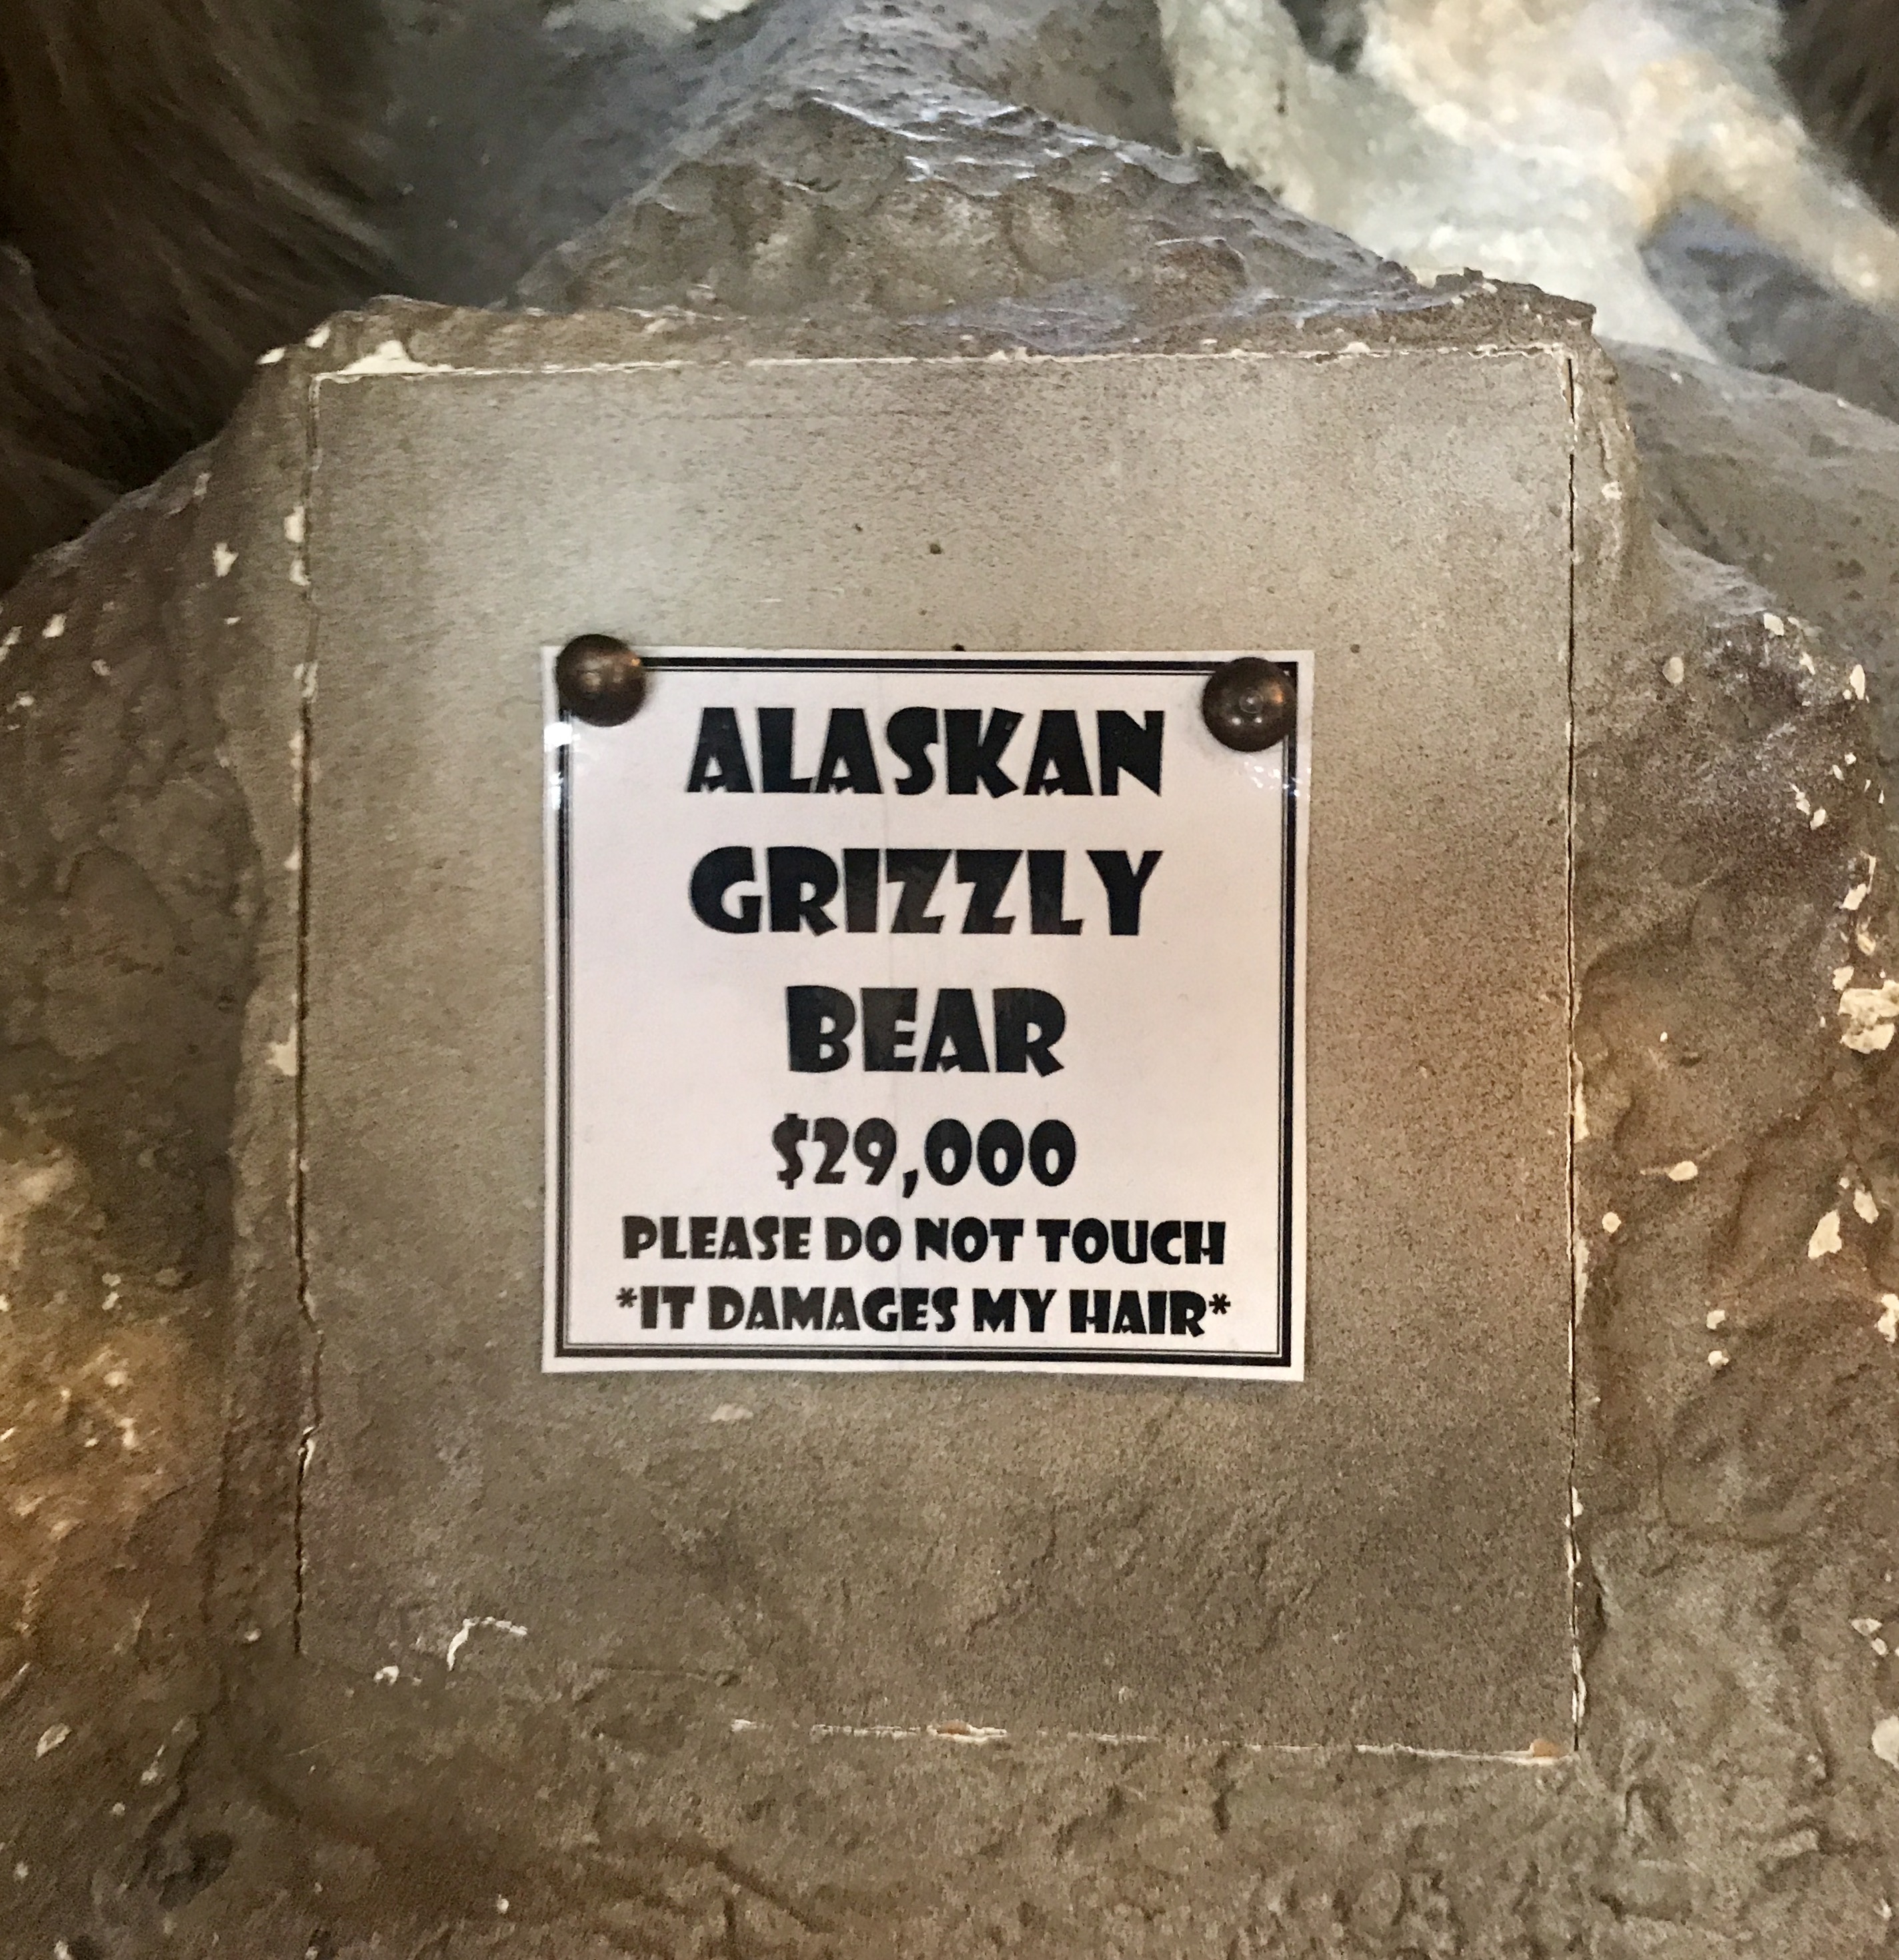 ALASKAN
GRIZZLY
BEAR
$29,000
PLEASE DO NOT TOUCH
*IT DAMAGES MY HAIR*